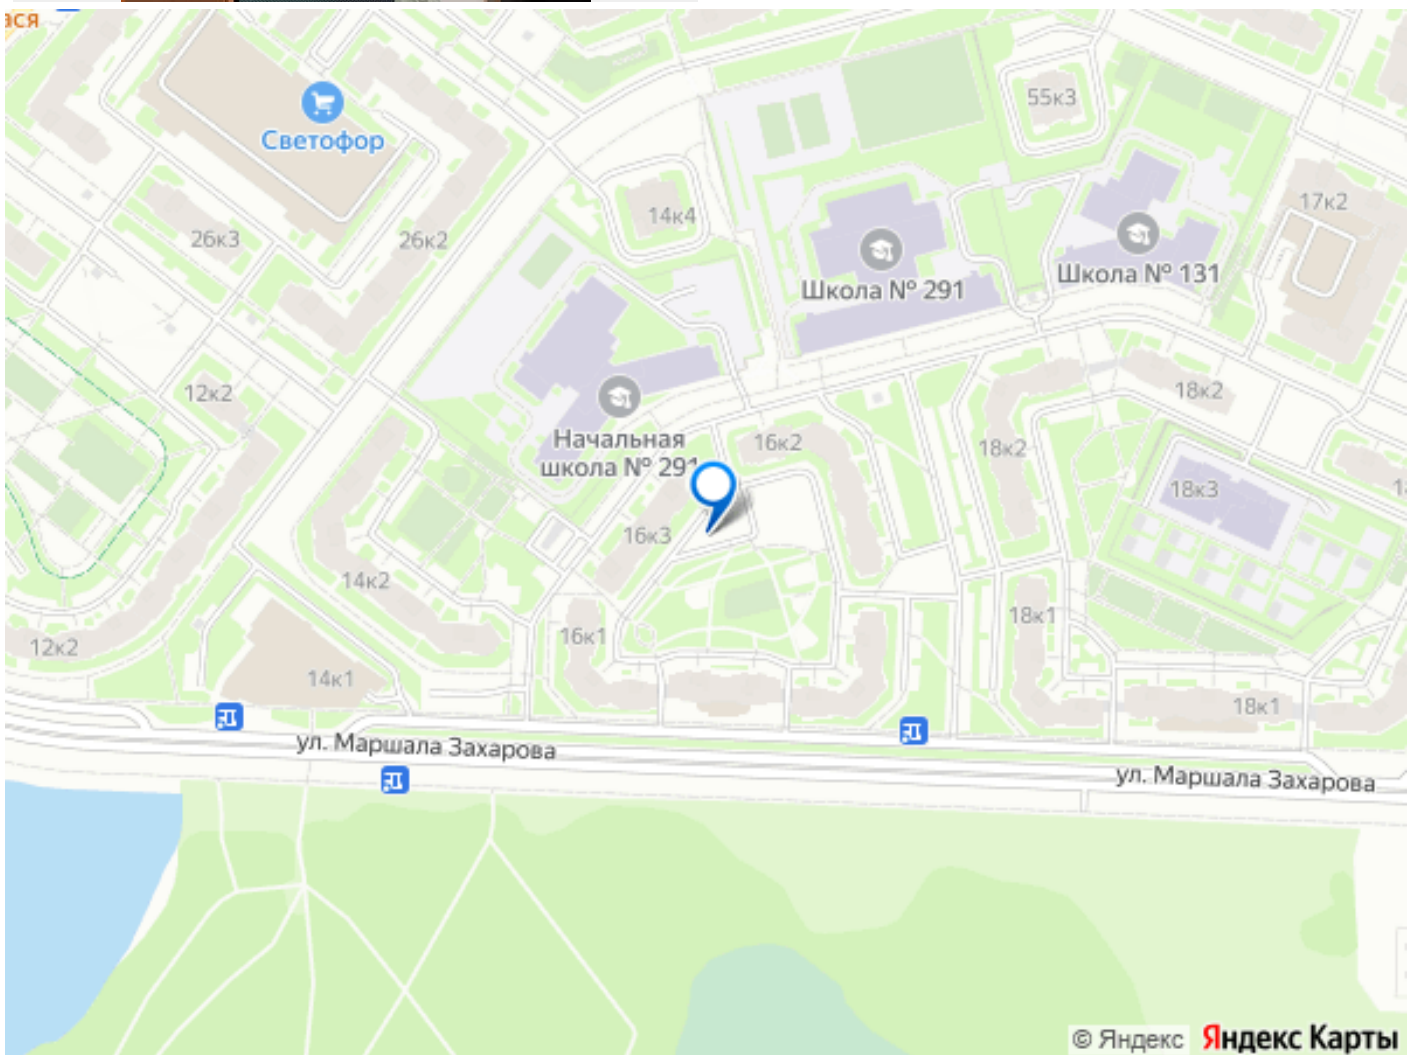 ася
Светофор
55к3
14к4
17к2
26к3
26к2
Школа № 291
Школа № 131
12к2
18к2
Начальная
школа № 291
16к2
18к2
18к3
16к3
14к2
18к1
16к1
12к2
14к1
18к1
ул. Маршала Захарова
ул. Маршала Захарова
© Яндекс Яндекс Карты